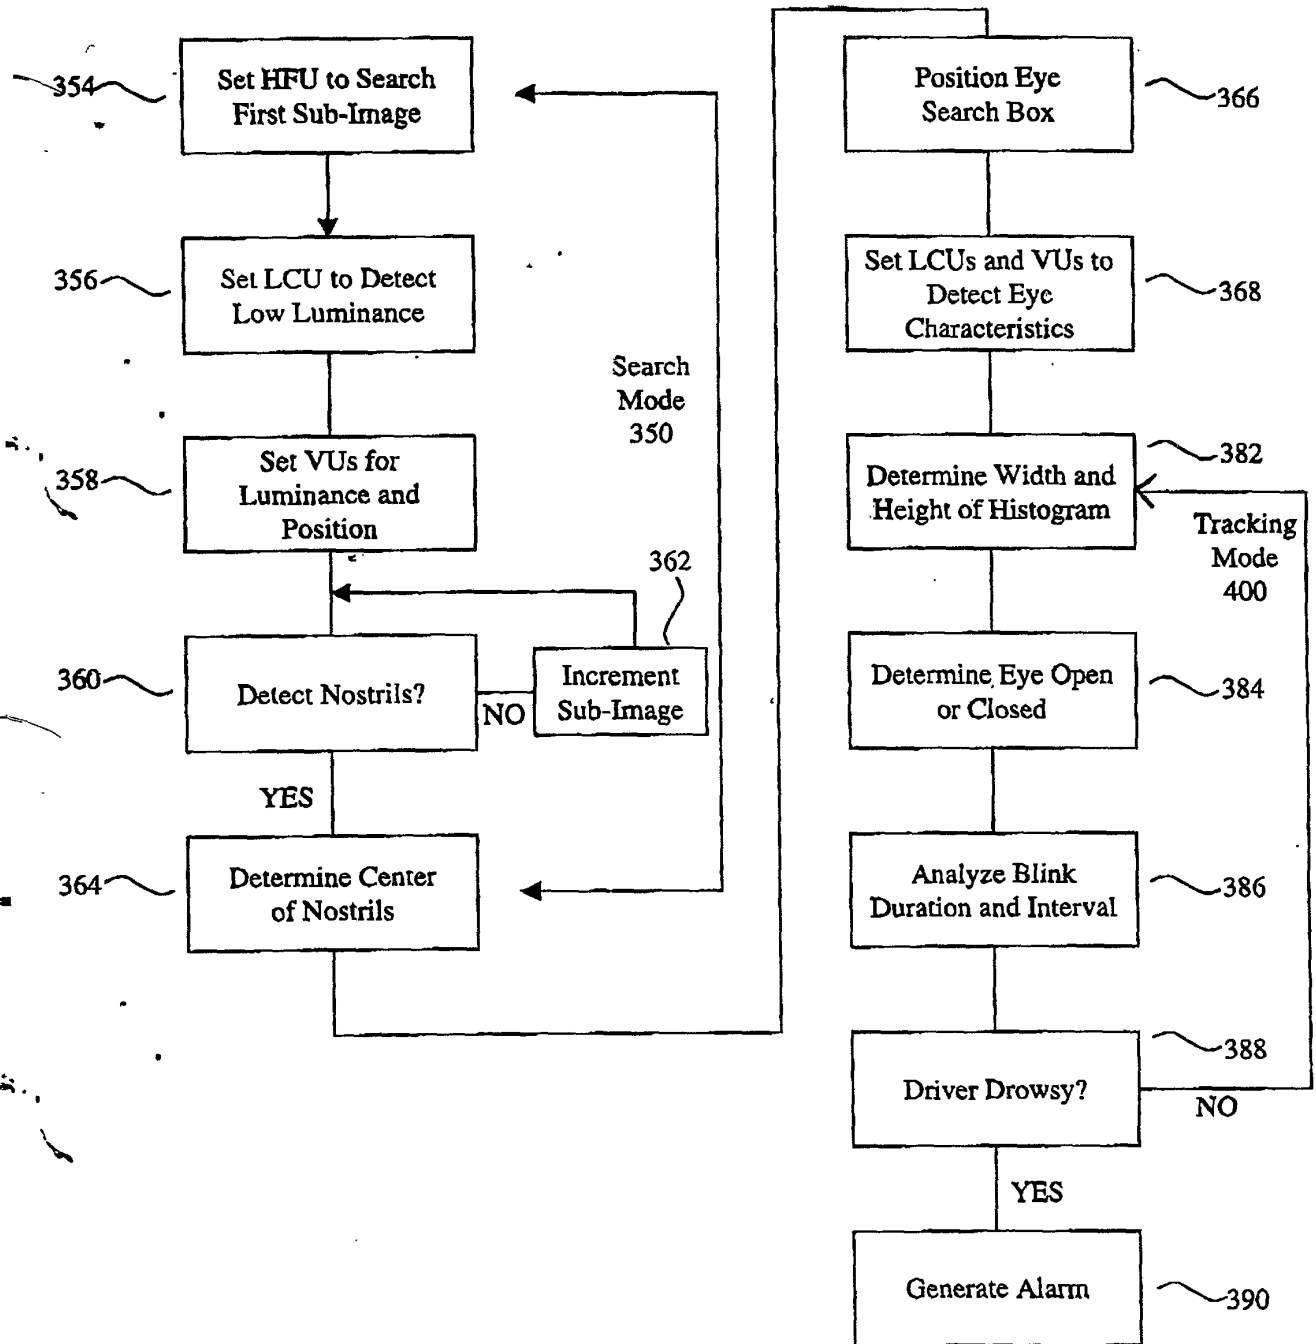 354
Set HFU to Search
First Sub-Image
356
Set LCU to Detect
Low Luminance
Search
Mode
350
358
Set VUs for
Luminance and
Position
362
360
Detect Nostrils?
NO
Increment
Sub-Image
YES
364
Determine Center
of Nostrils
Position Eye
Search Box
366
Set LCUs and VUs to
Detect Eye
Characteristics
368
Determine Width and
Height of Histogram
382
Tracking
Mode
400
Determine Eye Open
or Closed
384
Analyze Blink
Duration and Interval
386
Driver Drowsy?
388
NO
YES
Generate Alarm
390